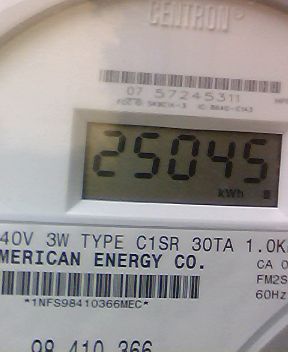 CENTRON®
07 57245311
25045
kWh
40V 3W TYPE C1SR 30TA 1.0K
MERICAN ENERGY CO.
CA 0
FM2S
60Hz
*1NFS98410366MEC*
98 410 366